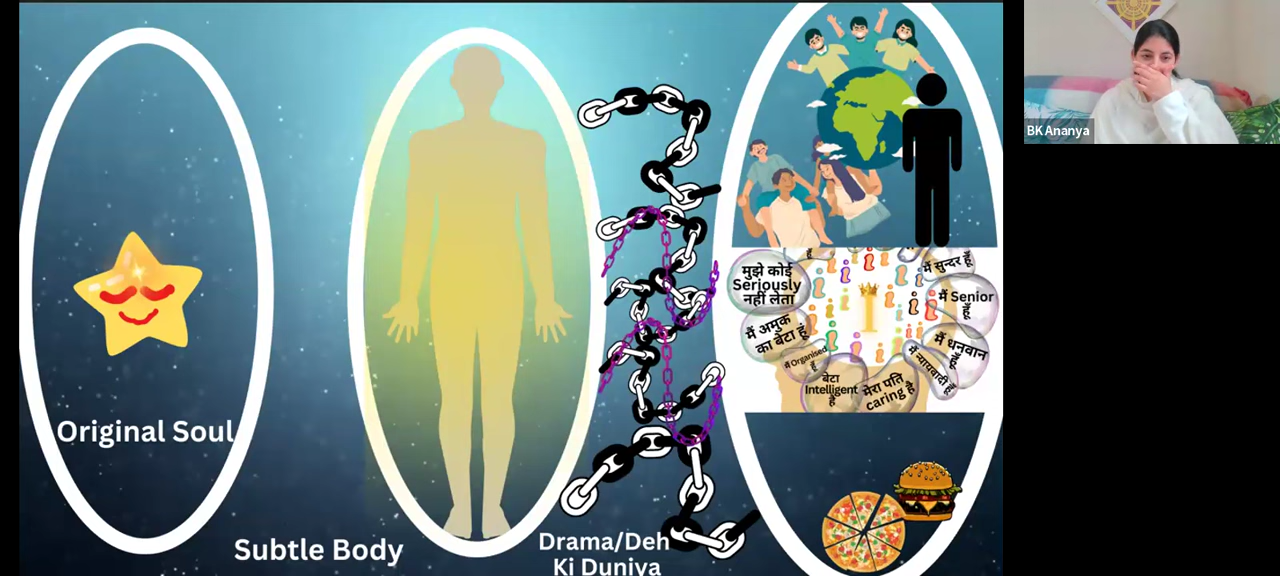 BK Ananya
मैं सुन्दर हूँ
मुझे कोई
Seriously
नहीं लेता
मैं Senior
हूँ
मैं अमुक
का बेटा हूं
मैं धनवान
हूँ
मैं Organised
हूँ
मैं न्यायवादी हूँ
बेटा
Intelligent
है
मेरा पति
caring है
Original Soul
Subtle Body
Drama/Deh
Ki Duniya